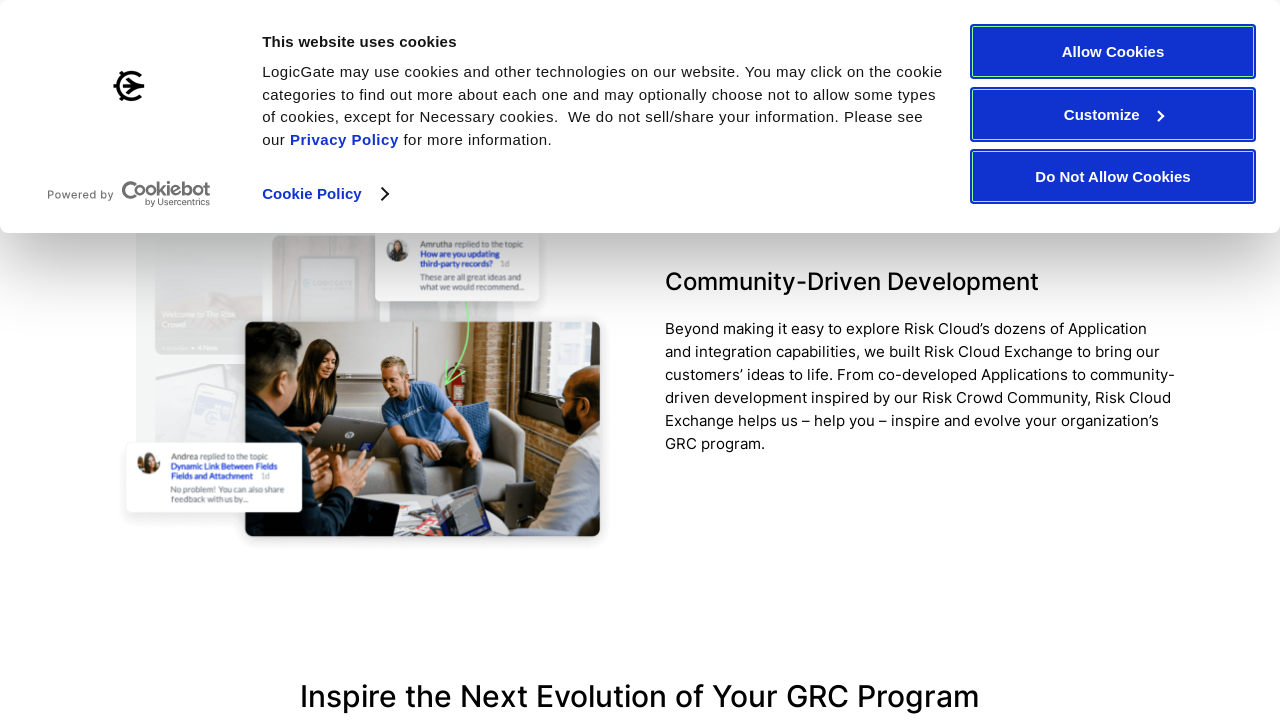 This website uses cookies
LogicGate may use cookies and other technologies on our website. You may click on the cookie
categories to find out more about each one and may optionally choose not to allow some types
of cookies, except for Necessary cookies.  We do not sell/share your information. Please see
our Privacy Policy for more information.
Cookie Policy
Powered by Cookiebot
by Usercentrics
Allow Cookies
Customize
Do Not Allow Cookies
Amrutha replied to the topic
How are you updating
third-party records? 1d
These are all great ideas and
what we would recommend...
LOGICGATE
Welcome to The Risk
Crowd
Andrea replied to the topic
Dynamic Link Between Fields
Fields and Attachment 1d
No problem! You can also share
feedback with us by...
Community-Driven Development
Beyond making it easy to explore Risk Cloud’s dozens of Application
and integration capabilities, we built Risk Cloud Exchange to bring our
customers’ ideas to life. From co-developed Applications to community-
driven development inspired by our Risk Crowd Community, Risk Cloud
Exchange helps us – help you – inspire and evolve your organization’s
GRC program.
Inspire the Next Evolution of Your GRC Program